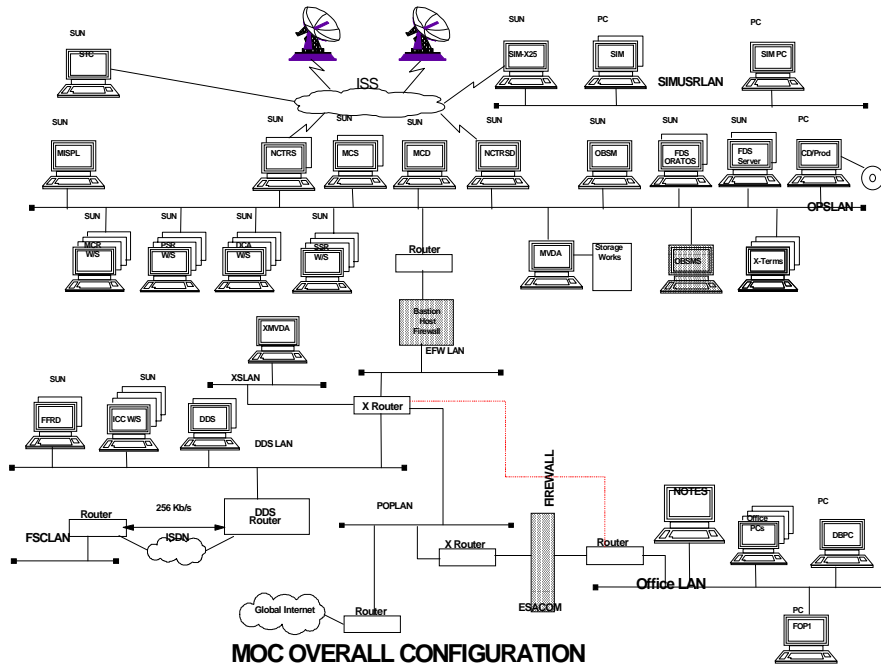 SUN
STC
ISS
SUN
SIM-X25
PC
SIM
PC
SIM PC
SIMUSRLAN
SUN
MISPL
SUN
NCTRS
SUN
MCS
SUN
MCD
SUN
NCTRSD
SUN
OBSM
SUN
FDS
ORATOS
SUN
FDS
Server
PC
CD/Prod
OPSLAN
SUN
MCR
W/S
SUN
PSR
W/S
SUN
DCA
W/S
SUN
SSR
W/S
Router
MVDA
Storage
Works
OBSMS
X-Terms
Bastion
Host
Firewall
EFW LAN
XMVDA
XSLAN
X Router
SUN
FFRD
SUN
ICC W/S
DDS
DDS LAN
256 Kb/s
Router
FSCLAN
ISDN
DDS
Router
POPLAN
X Router
FIREWALL
ESACOM
Router
NOTES
Office
PCs
PC
DBPC
Office LAN
PC
FOP1
Global Internet
Router
MOC OVERALL CONFIGURATION